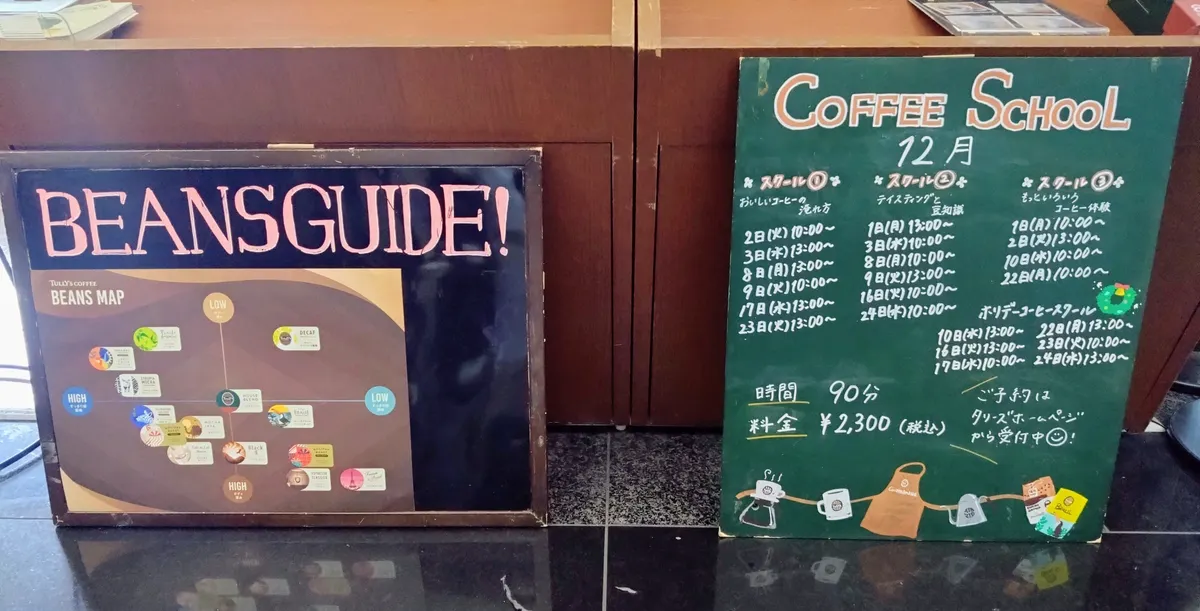 BEANSGUIDE!
TULLY'S COFFEE
BEANS MAP
LOW
HIGH
LOW
HIGH
DECAF
COFFEE SCHOOL
12月
スクール①
おいしいコーヒーの
淹れ方
2日(火)10:00~
3日(水)13:00~
8日(月)13:00~
9日(火)10:00~
17日(水)13:00~
23日(火)13:00~
スクール②
テイスティングと
豆知識
1日(月)13:00~
3日(水)10:00~
8日(月)10:00~
9日(火)13:00~
16日(火)10:00~
24日(水)10:00~
スクール③
もっといろいろ
コーヒー体験
1日(月)10:00~
2日(火)13:00~
10日(水)10:00~
22日(月)10:00~
ホリデーコーヒースクール
10日(水)13:00~ 22日(月)13:00~
16日(火)13:00~ 23日(火)10:00~
17日(水)10:00~ 24日(水)13:00~
時間 90分
料金 ¥2,300(税込)
ご予約は
タリーズホームページ
から受付中!